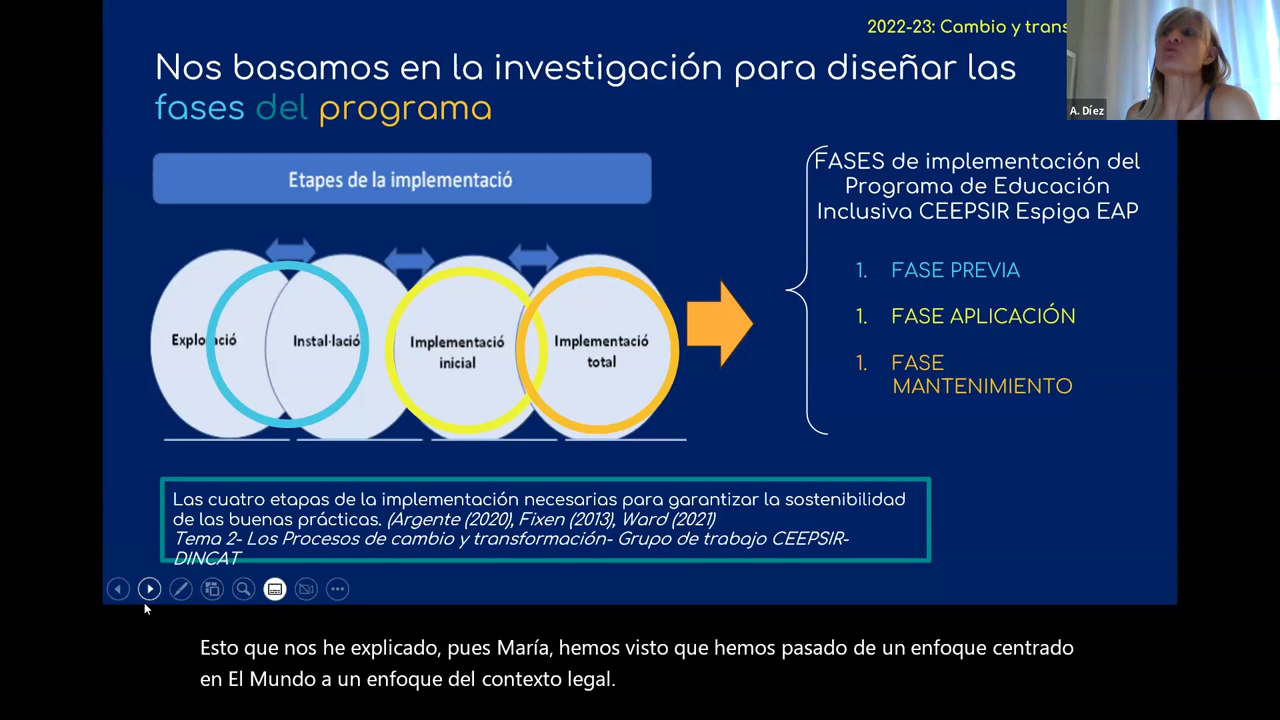 2022-23: Cambio y trans
Nos basamos en la investigación para diseñar las
fases del programa
A. Díez
Etapes de la implementació
Exploració
Instal·lació
Implementació
inicial
Implementació
total
FASES de implementación del
Programa de Educación
Inclusiva CEEPSIR Espiga EAP
1. FASE PREVIA
1. FASE APLICACIÓN
1. FASE
MANTENIMIENTO
Las cuatro etapas de la implementación necesarias para garantizar la sostenibilidad
de las buenas prácticas. (Argente (2020), Fixen (2013), Ward (2021)
Tema 2- Los Procesos de cambio y transformación- Grupo de trabajo CEEPSIR-
DINCAT
Esto que nos he explicado, pues María, hemos visto que hemos pasado de un enfoque centrado
en El Mundo a un enfoque del contexto legal.